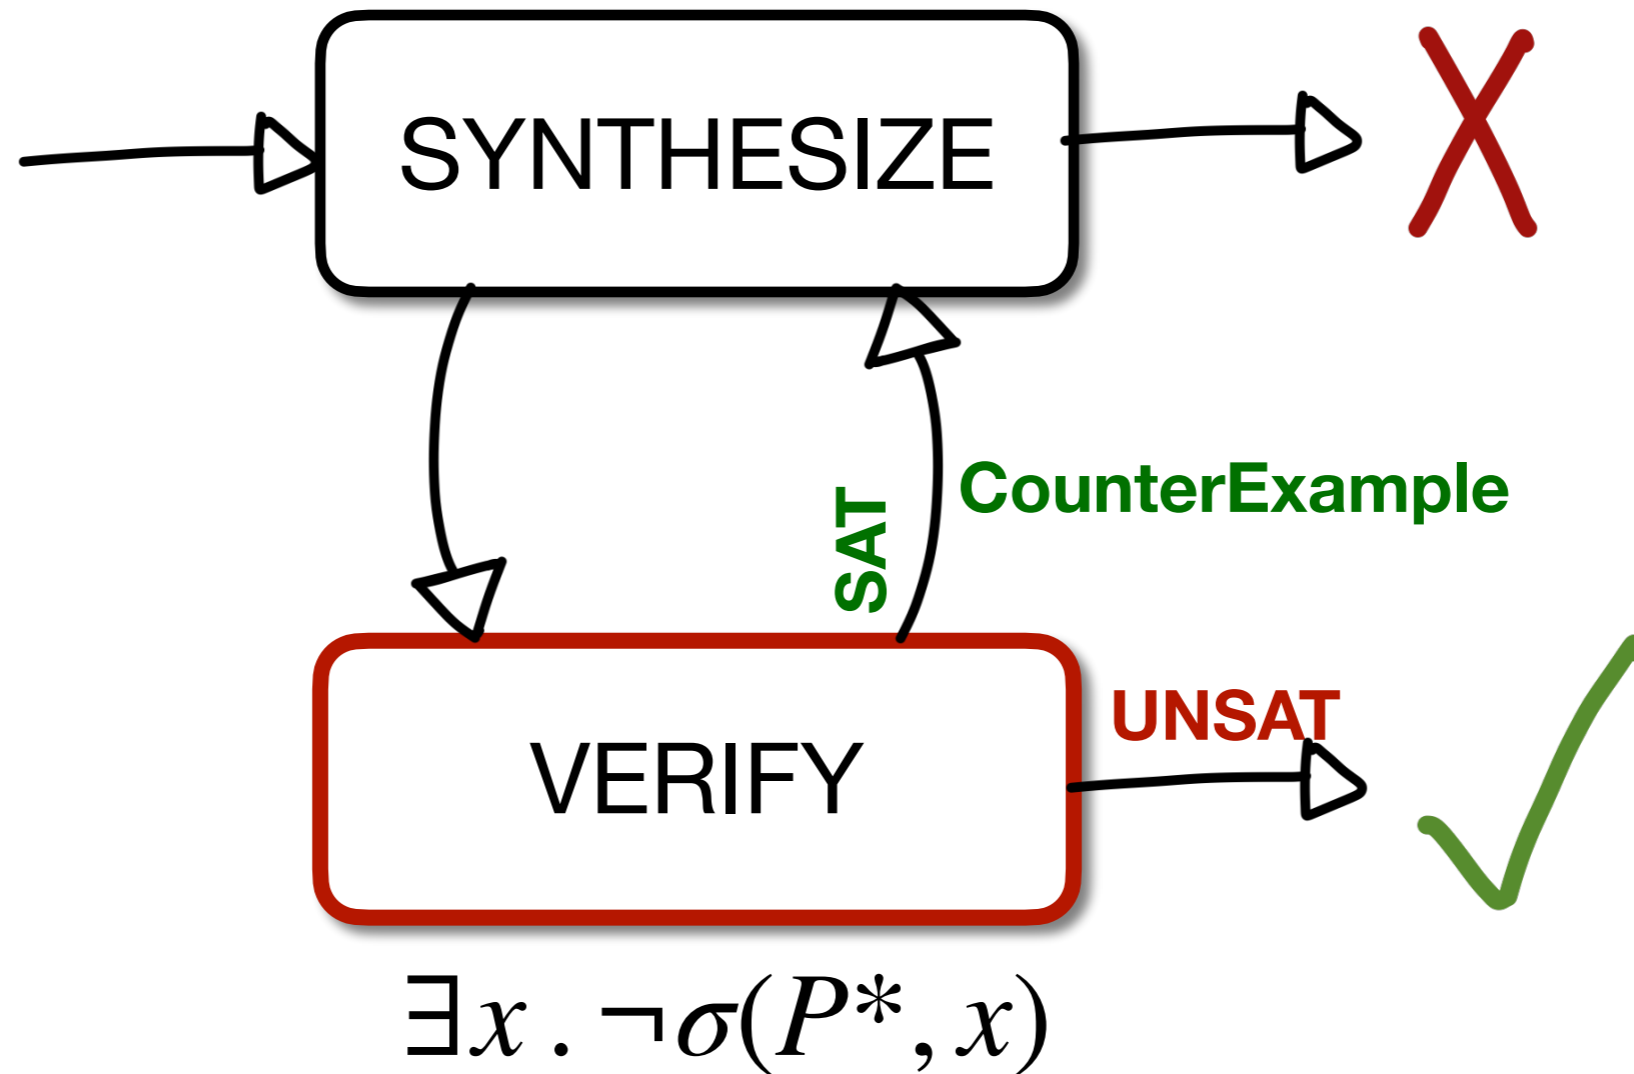 SYNTHESIZE
CounterExample
SAT
UNSAT
VERIFY
∃x . ¬σ(P*, x)